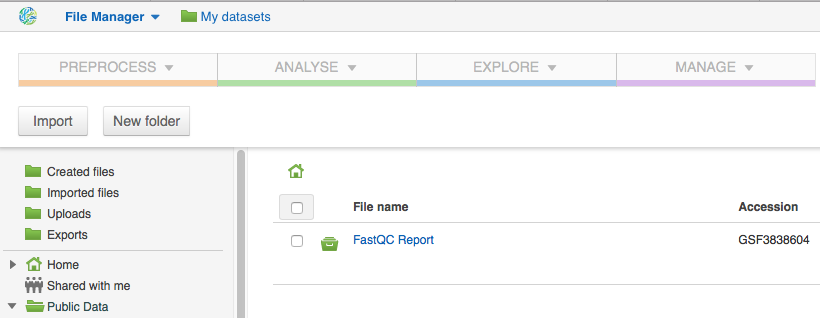 File Manager My datasets
PREPROCESS ANALYSE EXPLORE MANAGE
Import New folder
Created files
Imported files
Uploads
Exports
Home
Shared with me
Public Data
File name Accession
FastQC Report GSF3838604